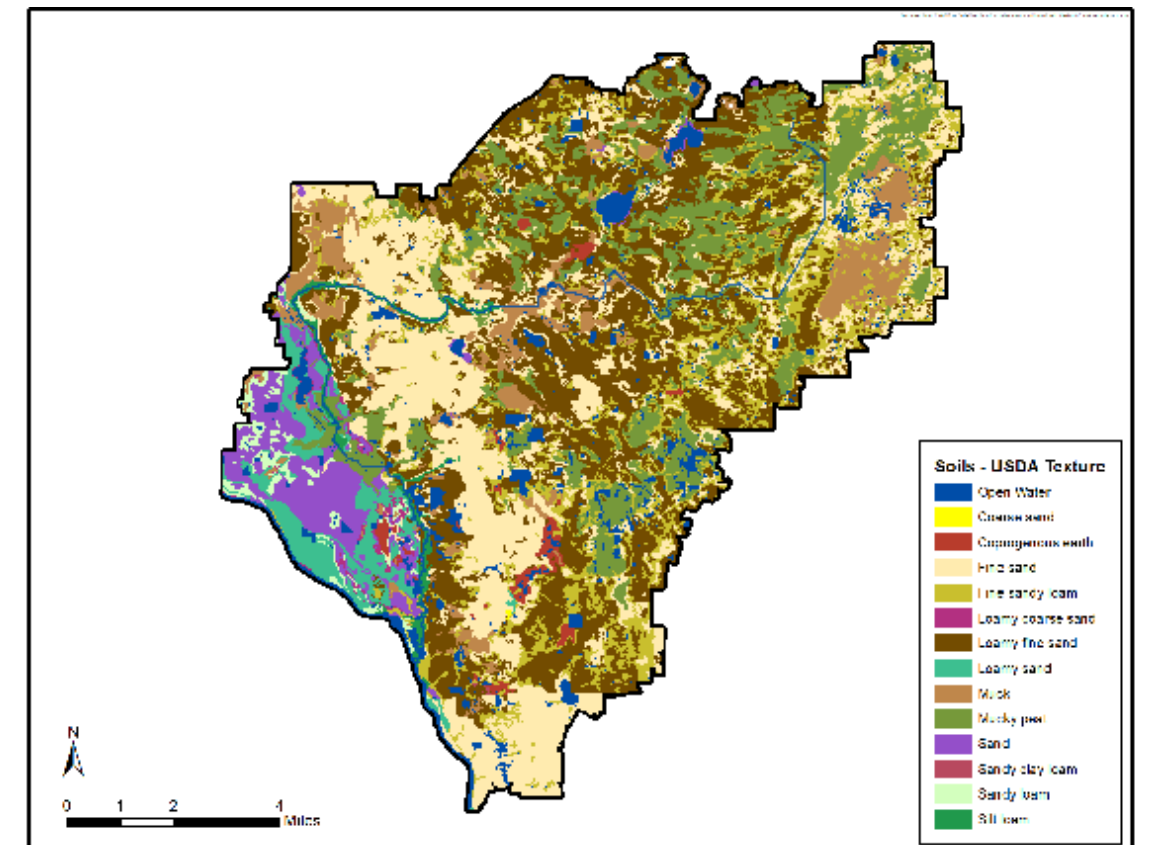 Soils - USDA Texture
Open Water
Coarse sand
Coprogenous earth
Fine sand
Fine sandy loam
Loamy coarse sand
Loamy fine sand
Loamy sand
Muck
Mucky peat
Sand
Sandy clay loam
Sandy loam
Silt loam
N
0 1 2 4
Miles